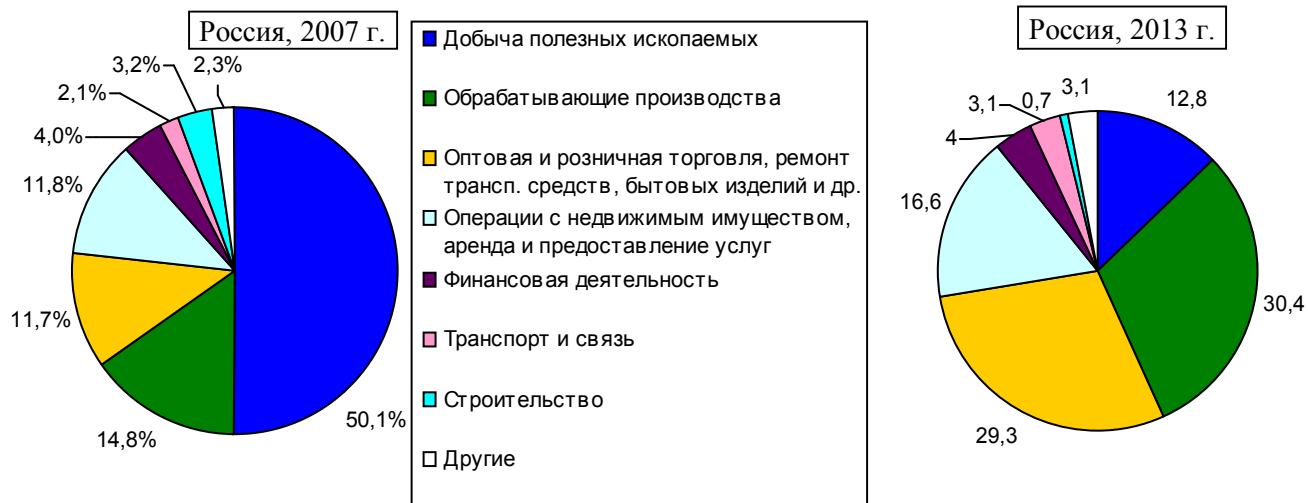 Россия, 2007 г.
3,2%
2,3%
2,1%
4,0%
11,8%
11,7%
14,8%
50,1%
Добыча полезных ископаемых
Обрабатывающие производства
Оптовая и розничная торговля, ремонт
трансп. средств, бытовых изделий и др.
Операции с недвижимым имуществом,
аренда и предоставление услуг
Финансовая деятельность
Транспорт и связь
Строительство
Другие
Россия, 2013 г.
3,1
0,7
3,1
12,8
4
16,6
30,4
29,3